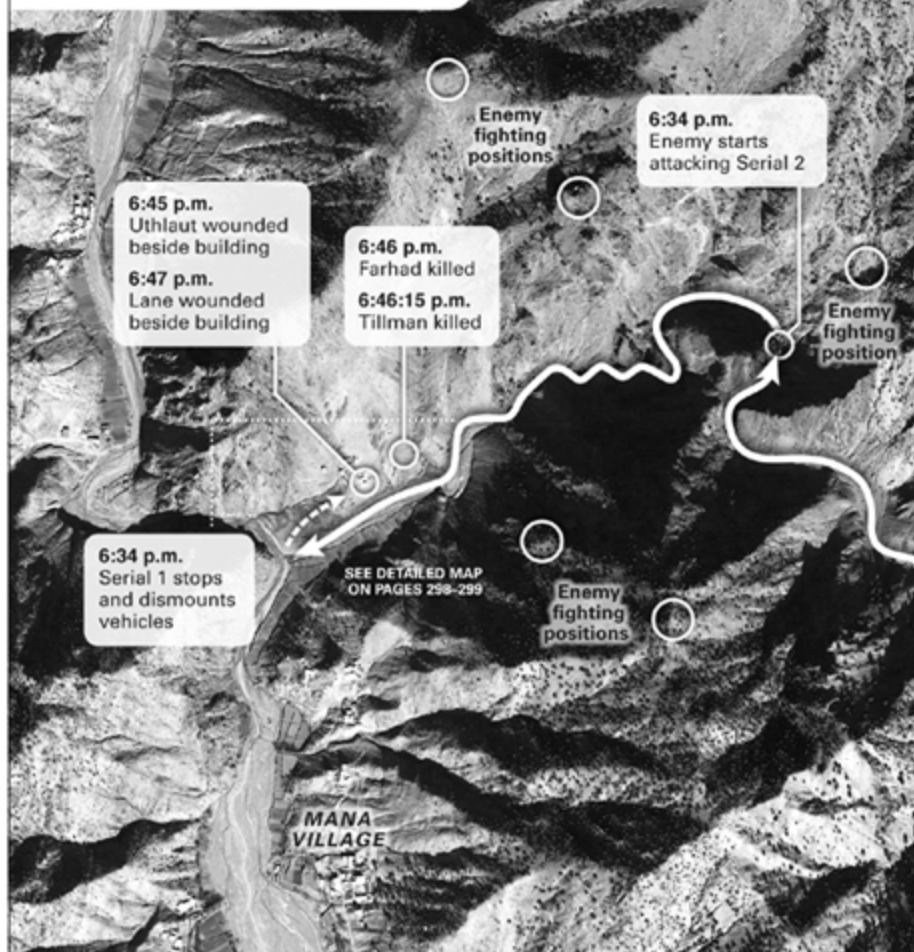 Enemy
fighting
positions
6:34 p.m.
Enemy starts
attacking Serial 2
6:45 p.m.
Uthlaut wounded
beside building
6:47 p.m.
Lane wounded
beside building
6:46 p.m.
Farhad killed
6:46:15 p.m.
Tillman killed
Enemy
fighting
position
6:34 p.m.
Serial 1 stops
and dismounts
vehicles
SEE DETAILED MAP
ON PAGES 298–299
Enemy
fighting
positions
MANA
VILLAGE